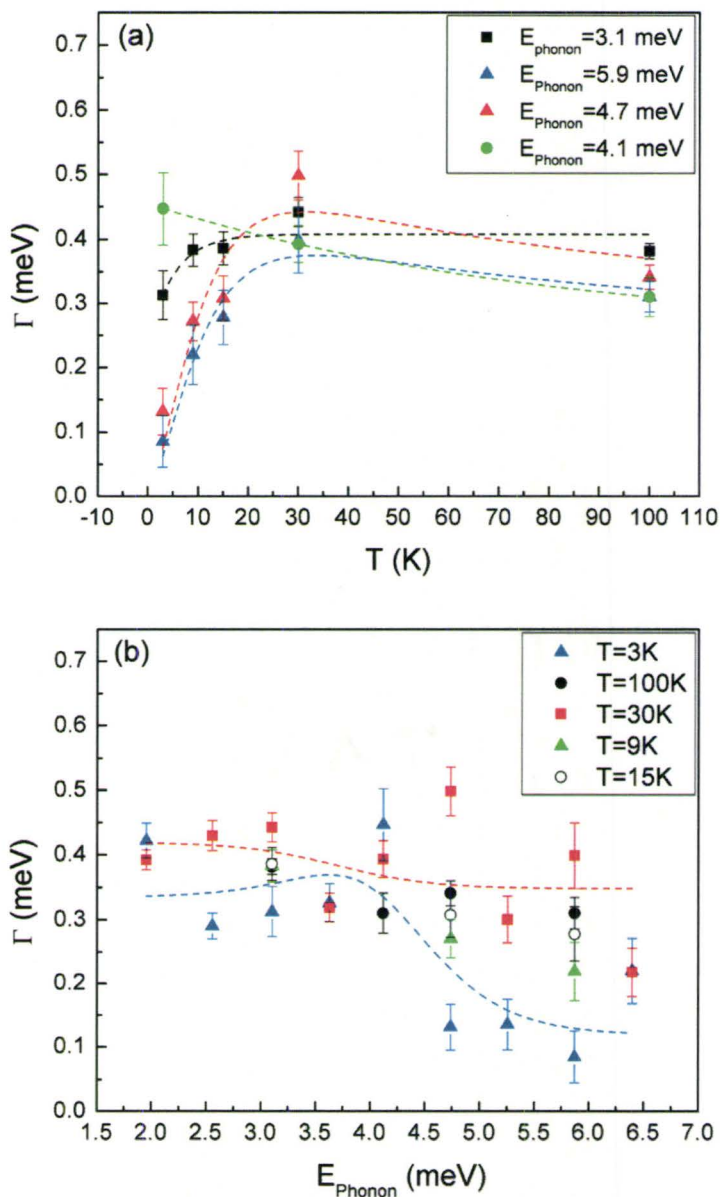 (a)
E_phonon=3.1 meV
E_Phonon=5.9 meV
E_Phonon=4.7 meV
E_Phonon=4.1 meV
0.7
0.6
0.5
0.4
0.3
0.2
0.1
0.0
Γ (meV)
-10 0 10 20 30 40 50 60 70 80 90 100 110
T (K)
(b)
T=3K
T=100K
T=30K
T=9K
T=15K
0.7
0.6
0.5
0.4
0.3
0.2
0.1
0.0
Γ (meV)
1.5 2.0 2.5 3.0 3.5 4.0 4.5 5.0 5.5 6.0 6.5 7.0
E_Phonon (meV)